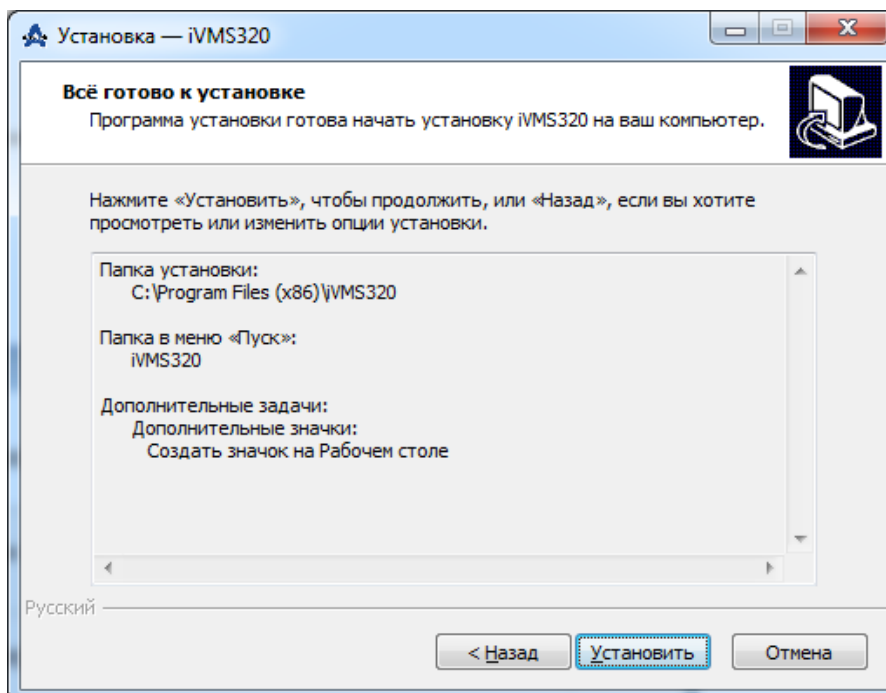 Установка — iVMS320
Всё готово к установке
Программа установки готова начать установку iVMS320 на ваш компьютер.
Нажмите «Установить», чтобы продолжить, или «Назад», если вы хотите
просмотреть или изменить опции установки.
Папка установки:
C:\Program Files (x86)\iVMS320
Папка в меню «Пуск»:
iVMS320
Дополнительные задачи:
Дополнительные значки:
Создать значок на Рабочем столе
Русский
< Назад
Установить
Отмена